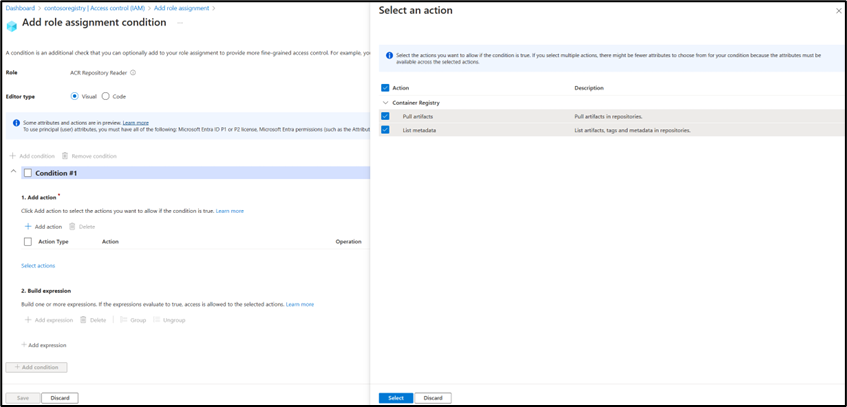 Dashboard > contosoregistry | Access control (IAM) > Add role assignment >
Add role assignment condition ...
A condition is an additional check that you can optionally add to your role assignment to provide more fine-grained access control. For example, you
Role ACR Repository Reader
Editor type Visual Code
Some attributes and actions are in preview. Learn more
To use principal (user) attributes, you must have all of the following: Microsoft Entra ID P1 or P2 license, Microsoft Entra permissions (such as the Attribut
+ Add condition Remove condition
Condition #1
1. Add action *
Click Add action to select the actions you want to allow if the condition is true. Learn more
+ Add action Delete
Action Type Action Operation
Select actions
2. Build expression
Build one or more expressions. If the expressions evaluate to true, access is allowed to the selected actions. Learn more
+ Add expression Delete Group Ungroup
+ Add expression
+ Add condition
Save Discard
Select an action
Select the actions you want to allow if the condition is true. If you select multiple actions, there might be fewer attributes to choose from for your condition because the attributes must be
available across the selected actions.
Action Description
Container Registry
Pull artifacts Pull artifacts in repositories.
List metadata List artifacts, tags and metadata in repositories.
Select Discard